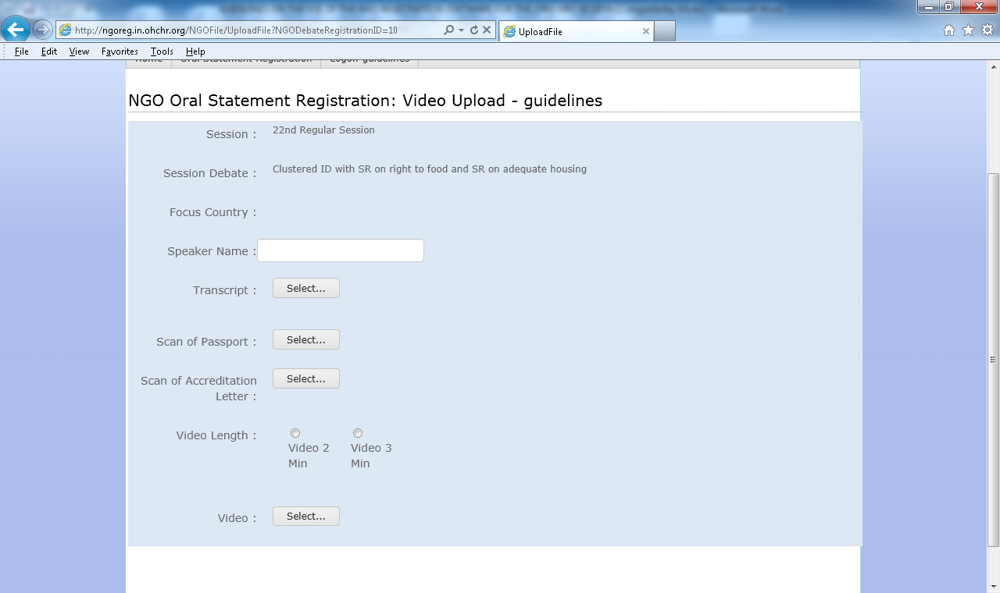 http://ngoreg.in.ohchr.org/NGOFile/UploadFile?NGODebateRegistrationID=10
UploadFile
File Edit View Favorites Tools Help
Home Oral Statement Registration Logon guidelines
NGO Oral Statement Registration: Video Upload - guidelines
Session : 22nd Regular Session
Session Debate : Clustered ID with SR on right to food and SR on adequate housing
Focus Country :
Speaker Name :
Transcript : Select...
Scan of Passport : Select...
Scan of Accreditation Select...
Letter :
Video Length :
Video 2 Video 3
Min Min
Video : Select...